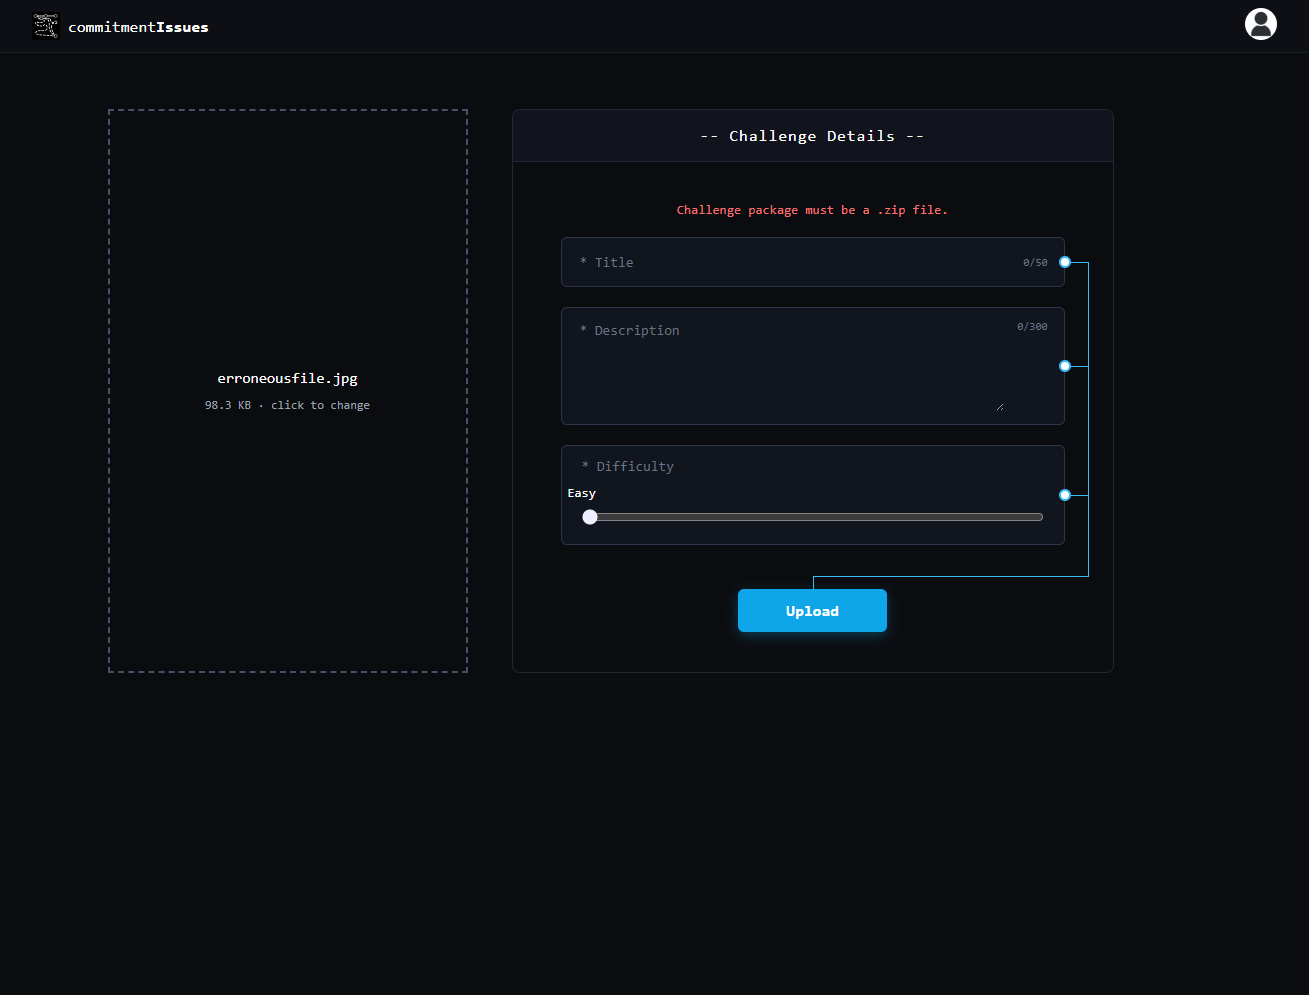 commitmentIssues
erroneousfile.jpg
98.3 KB · click to change
-- Challenge Details --
Challenge package must be a .zip file.
* Title
0/50
* Description
0/300
* Difficulty
Easy
Upload